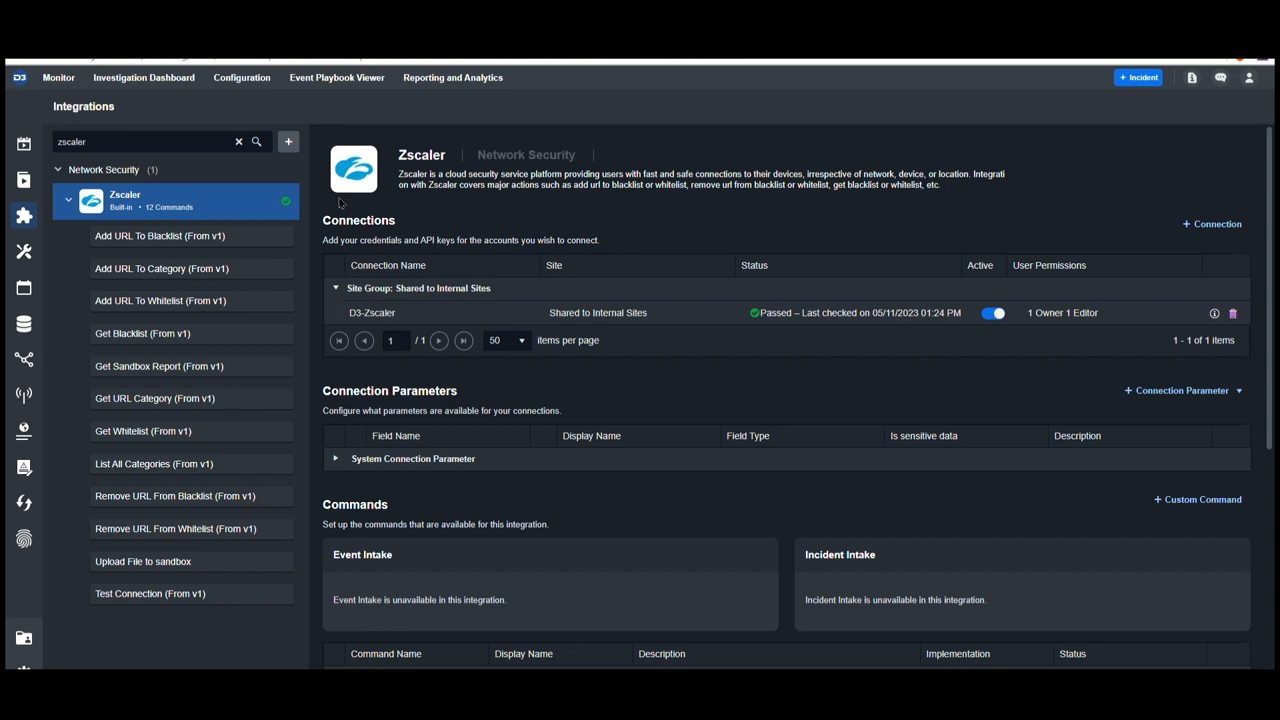 D3 Monitor Investigation Dashboard Configuration Event Playbook Viewer Reporting and Analytics + Incident
Integrations
zscaler
Network Security (1)
Zscaler
Built-in • 12 Commands
Add URL To Blacklist (From v1)
Add URL To Category (From v1)
Add URL To Whitelist (From v1)
Get Blacklist (From v1)
Get Sandbox Report (From v1)
Get URL Category (From v1)
Get Whitelist (From v1)
List All Categories (From v1)
Remove URL From Blacklist (From v1)
Remove URL From Whitelist (From v1)
Upload File to sandbox
Test Connection (From v1)
Zscaler | Network Security |
Zscaler is a cloud security service platform providing users with fast and safe connections to their devices, irrespective of network, device, or location. Integrati
on with Zscaler covers major actions such as add url to blacklist or whitelist, remove url from blacklist or whitelist, get blacklist or whitelist, etc.
Connections
+ Connection
Add your credentials and API keys for the accounts you wish to connect.
Connection Name Site Status Active User Permissions
Site Group: Shared to Internal Sites
D3-Zscaler Shared to Internal Sites Passed – Last checked on 05/11/2023 01:24 PM 1 Owner 1 Editor
1 / 1 50 items per page 1 - 1 of 1 items
Connection Parameters
+ Connection Parameter
Configure what parameters are available for your connections.
Field Name Display Name Field Type Is sensitive data Description
System Connection Parameter
Commands
+ Custom Command
Set up the commands that are available for this integration.
Event Intake
Event Intake is unavailable in this integration.
Incident Intake
Incident Intake is unavailable in this integration.
Command Name Display Name Description Implementation Status